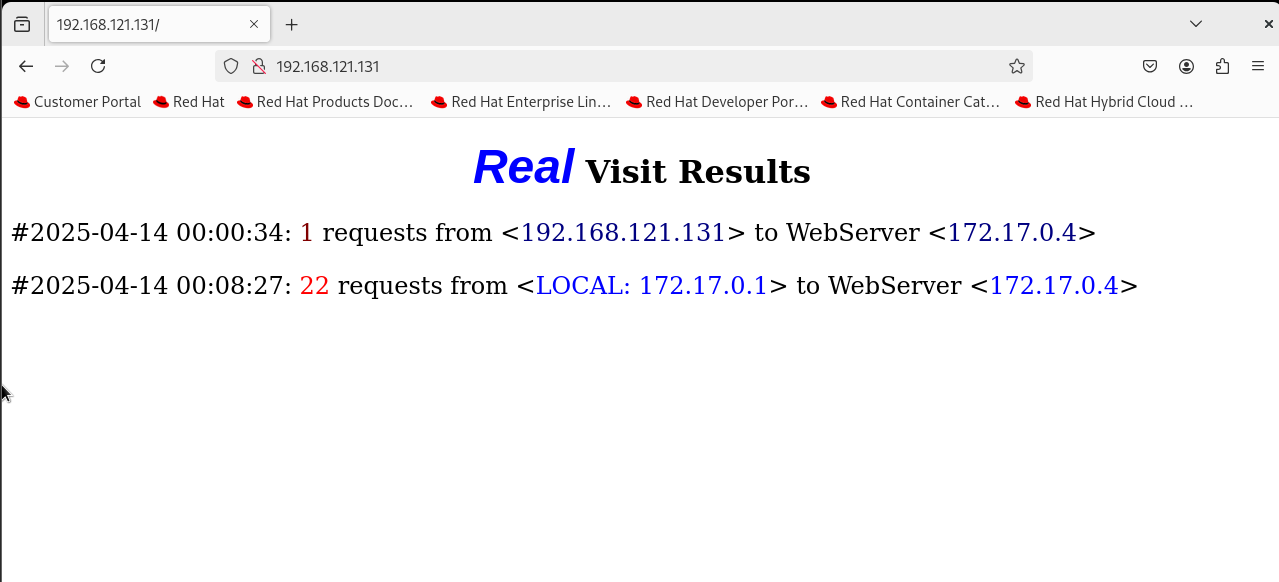 192.168.121.131/
192.168.121.131
Customer Portal Red Hat Red Hat Products Doc… Red Hat Enterprise Lin… Red Hat Developer Por… Red Hat Container Cat… Red Hat Hybrid Cloud …
Real Visit Results
#2025-04-14 00:00:34: 1 requests from <192.168.121.131> to WebServer <172.17.0.4>
#2025-04-14 00:08:27: 22 requests from <LOCAL: 172.17.0.1> to WebServer <172.17.0.4>